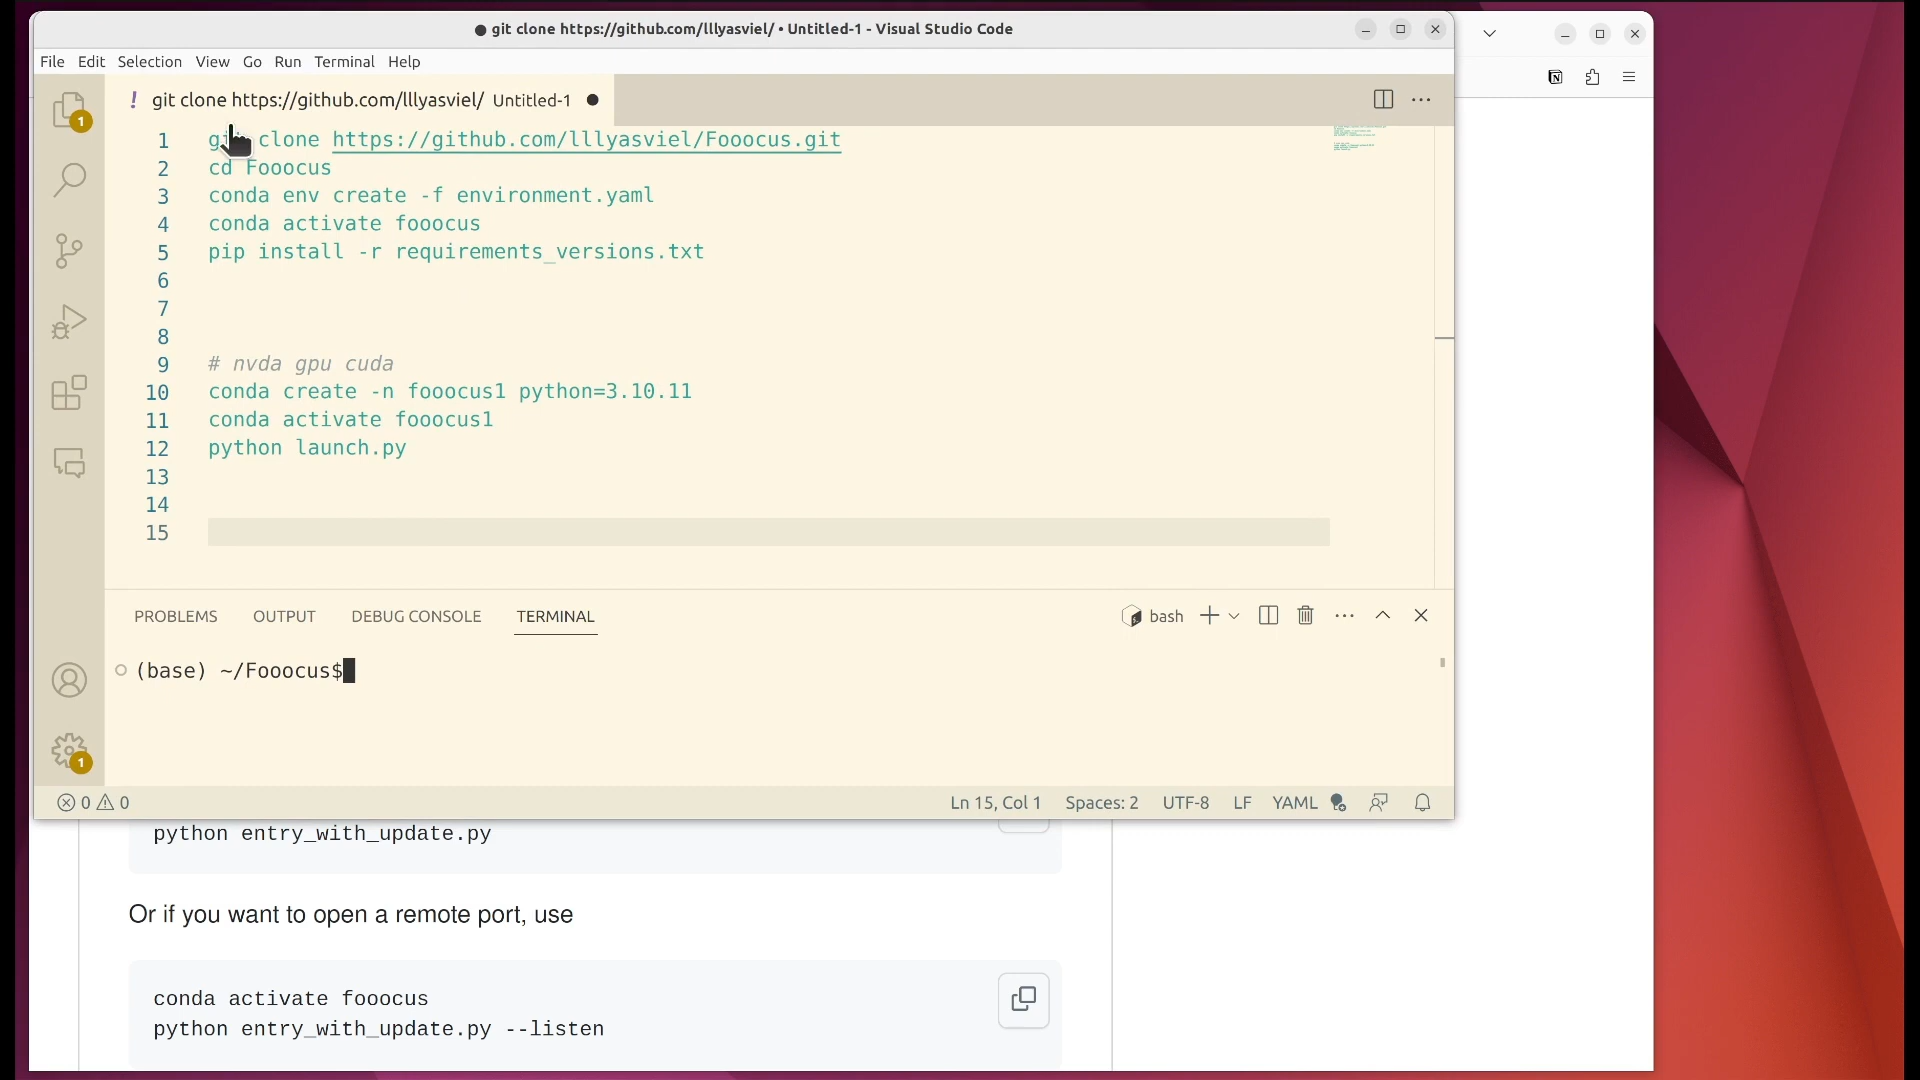 git clone https://github.com/lllyasviel/ • Untitled-1 - Visual Studio Code
File Edit Selection View Go Run Terminal Help
! git clone https://github.com/lllyasviel/ Untitled-1
1
1 git clone https://github.com/lllyasviel/Fooocus.git
2 cd Fooocus
3 conda env create -f environment.yaml
4 conda activate fooocus
5 pip install -r requirements_versions.txt
6
7
8
9 # nvda gpu cuda
10 conda create -n fooocus1 python=3.10.11
11 conda activate fooocus1
12 python launch.py
13
14
15
PROBLEMS OUTPUT DEBUG CONSOLE TERMINAL bash
(base) ~/Fooocus$
1
0 0 Ln 15, Col 1 Spaces: 2 UTF-8 LF YAML
python entry_with_update.py
Or if you want to open a remote port, use
conda activate fooocus
python entry_with_update.py --listen